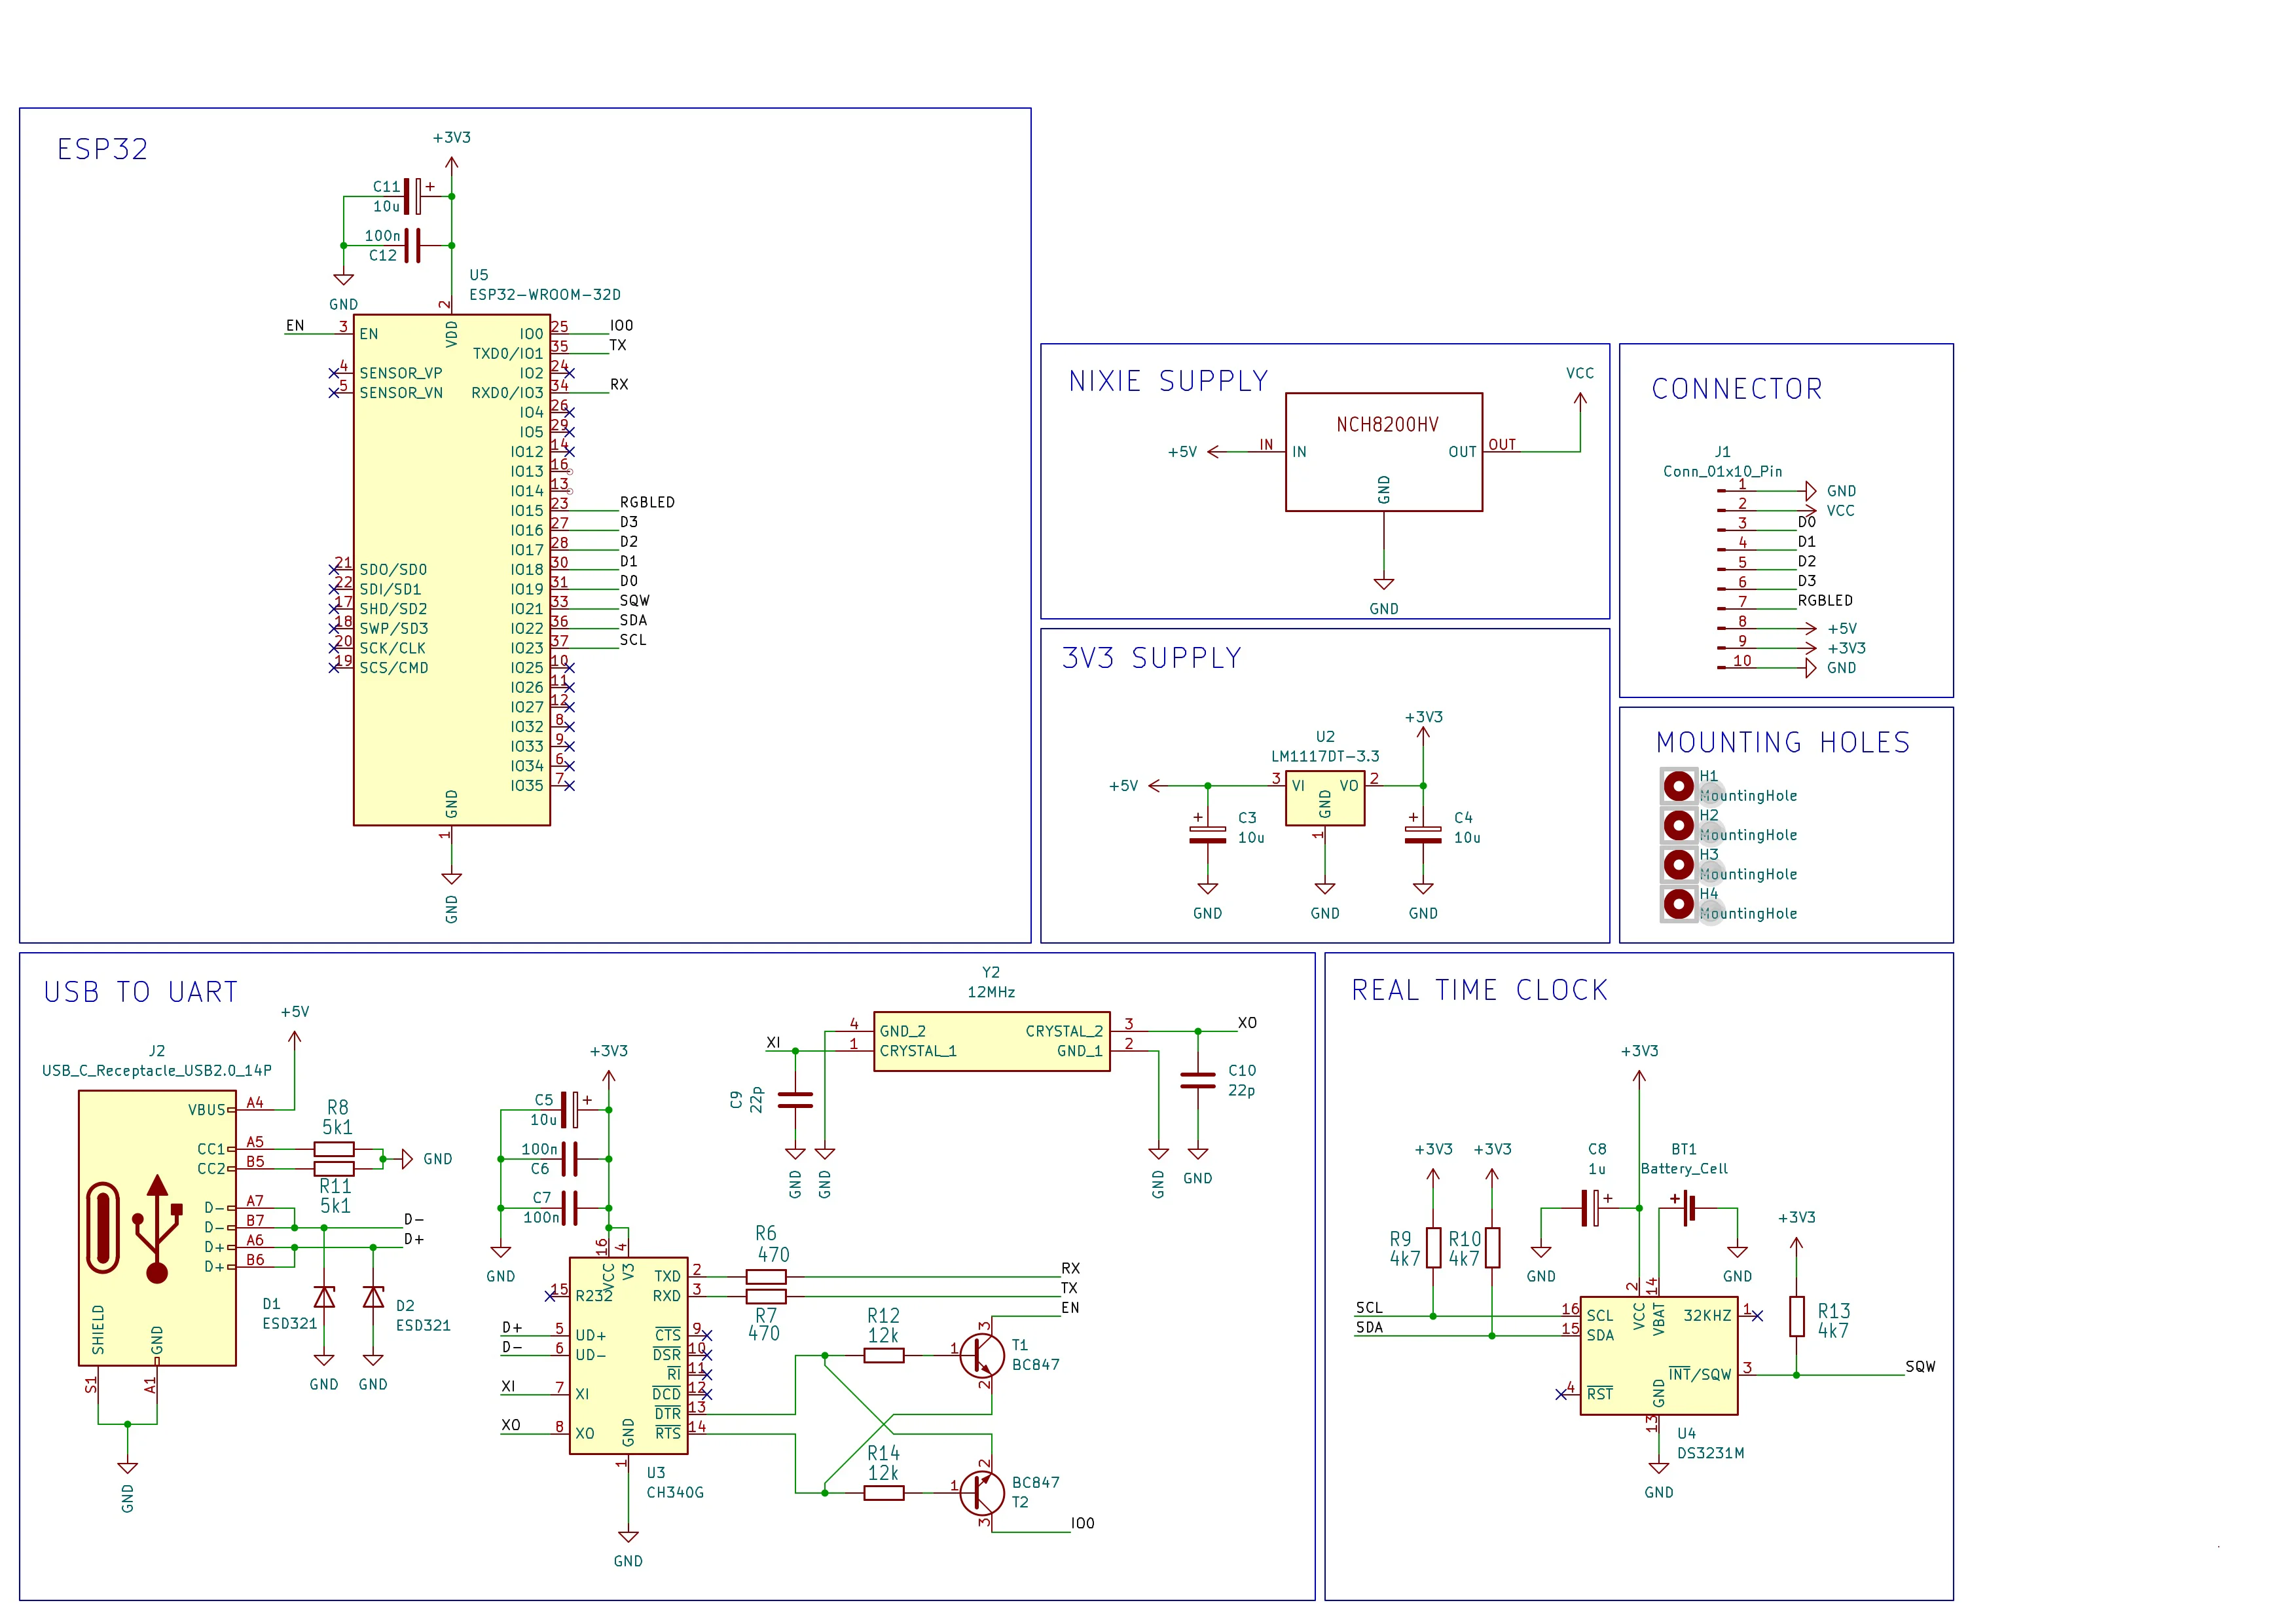 ESP32
+3V3
C11
10u
100n
C12
GND
U5
ESP32-WROOM-32D
EN
3
EN
2
VDD
4
SENSOR_VP
5
SENSOR_VN
21
SDO/SD0
22
SDI/SD1
17
SHD/SD2
18
SWP/SD3
20
SCK/CLK
19
SCS/CMD
IO0
25
IO0
TXD0/IO1
35
TX
IO2
24
RXD0/IO3
34
RX
IO4
26
IO5
29
IO12
14
IO13
16
IO14
13
IO15
23
RGBLED
IO16
27
D3
IO17
28
D2
IO18
30
D1
IO19
31
D0
IO21
33
SQW
IO22
36
SDA
IO23
37
SCL
IO25
10
IO26
11
IO27
12
IO32
8
IO33
9
IO34
6
IO35
7
GND
1
GND
NIXIE SUPPLY
NCH8200HV
+5V
IN
IN
OUT
OUT
VCC
GND
GND
CONNECTOR
J1
Conn_01x10_Pin
1
GND
2
VCC
3
D0
4
D1
5
D2
6
D3
7
RGBLED
8
+5V
9
+3V3
10
GND
3V3 SUPPLY
U2
LM1117DT-3.3
+5V
3
VI
VO
2
+3V3
GND
1
+
C3
10u
+
C4
10u
GND
GND
GND
MOUNTING HOLES
H1
MountingHole
H2
MountingHole
H3
MountingHole
H4
MountingHole
USB TO UART
+5V
J2
USB_C_Receptacle_USB2.0_14P
VBUS
A4
CC1
A5
CC2
B5
D-
A7
D-
B7
D+
A6
D+
B6
SHIELD
S1
GND
A1
GND
R8
5k1
R11
5k1
GND
D-
D+
D1
ESD321
D2
ESD321
GND
GND
+3V3
C5
10u
+
100n
C6
C7
100n
GND
16
VCC
4
V3
15
R232
5
UD+
D+
6
UD-
D-
7
XI
XI
8
XO
XO
TXD
2
RXD
3
CTS
9
DSR
10
RI
11
DCD
12
DTR
13
RTS
14
GND
1
U3
CH340G
GND
R6
470
R7
470
RX
TX
EN
R12
12k
R14
12k
1
2
3
T1
BC847
1
2
3
BC847
T2
IO0
Y2
12MHz
4
GND_2
1
CRYSTAL_1
CRYSTAL_2
3
GND_1
2
XI
XO
C9
22p
C10
22p
GND
GND
GND
GND
REAL TIME CLOCK
+3V3
+3V3
+3V3
C8
1u
+
BT1
Battery_Cell
+
GND
GND
+3V3
R9
4k7
R10
4k7
R13
4k7
SCL
SDA
16
SCL
15
SDA
2
VCC
14
VBAT
32KHZ
1
INT/SQW
3
SQW
4
RST
GND
13
U4
DS3231M
GND